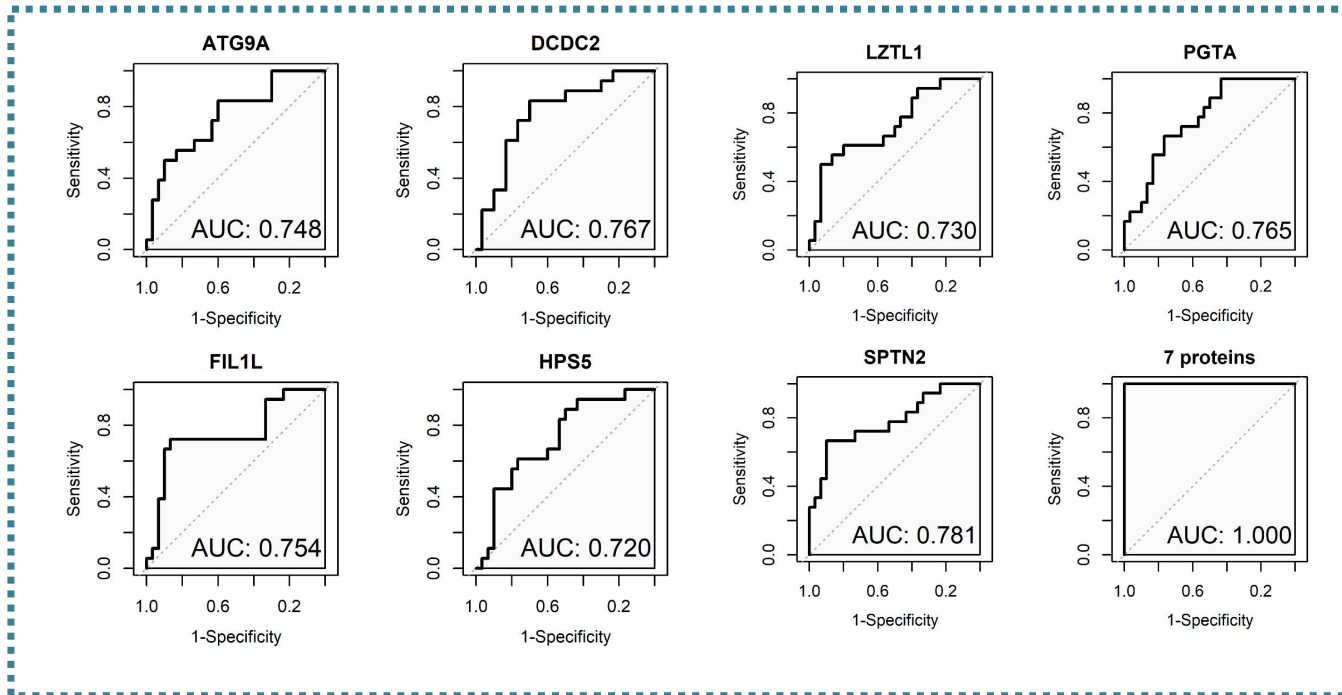 ATG9A
Sensitivity
0.8
0.4
0.0
AUC: 0.748
1.0 0.6 0.2
1-Specificity
DCDC2
Sensitivity
0.8
0.4
0.0
AUC: 0.767
1.0 0.6 0.2
1-Specificity
LZTL1
Sensitivity
0.8
0.4
0.0
AUC: 0.730
1.0 0.6 0.2
1-Specificity
PGTA
Sensitivity
0.8
0.4
0.0
AUC: 0.765
1.0 0.6 0.2
1-Specificity
FIL1L
Sensitivity
0.8
0.4
0.0
AUC: 0.754
1.0 0.6 0.2
1-Specificity
HPS5
Sensitivity
0.8
0.4
0.0
AUC: 0.720
1.0 0.6 0.2
1-Specificity
SPTN2
Sensitivity
0.8
0.4
0.0
AUC: 0.781
1.0 0.6 0.2
1-Specificity
7 proteins
Sensitivity
0.8
0.4
0.0
AUC: 1.000
1.0 0.6 0.2
1-Specificity